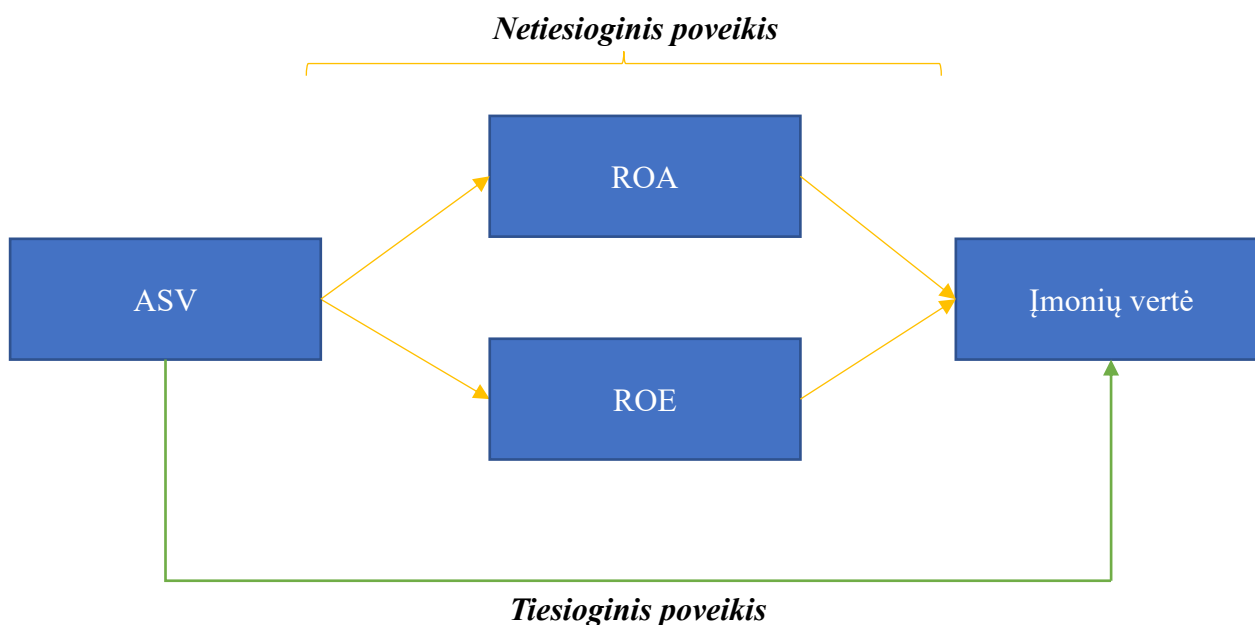 Netiesioginis poveikis
ROA
ASV
Įmonių vertė
ROE
Tiesioginis poveikis